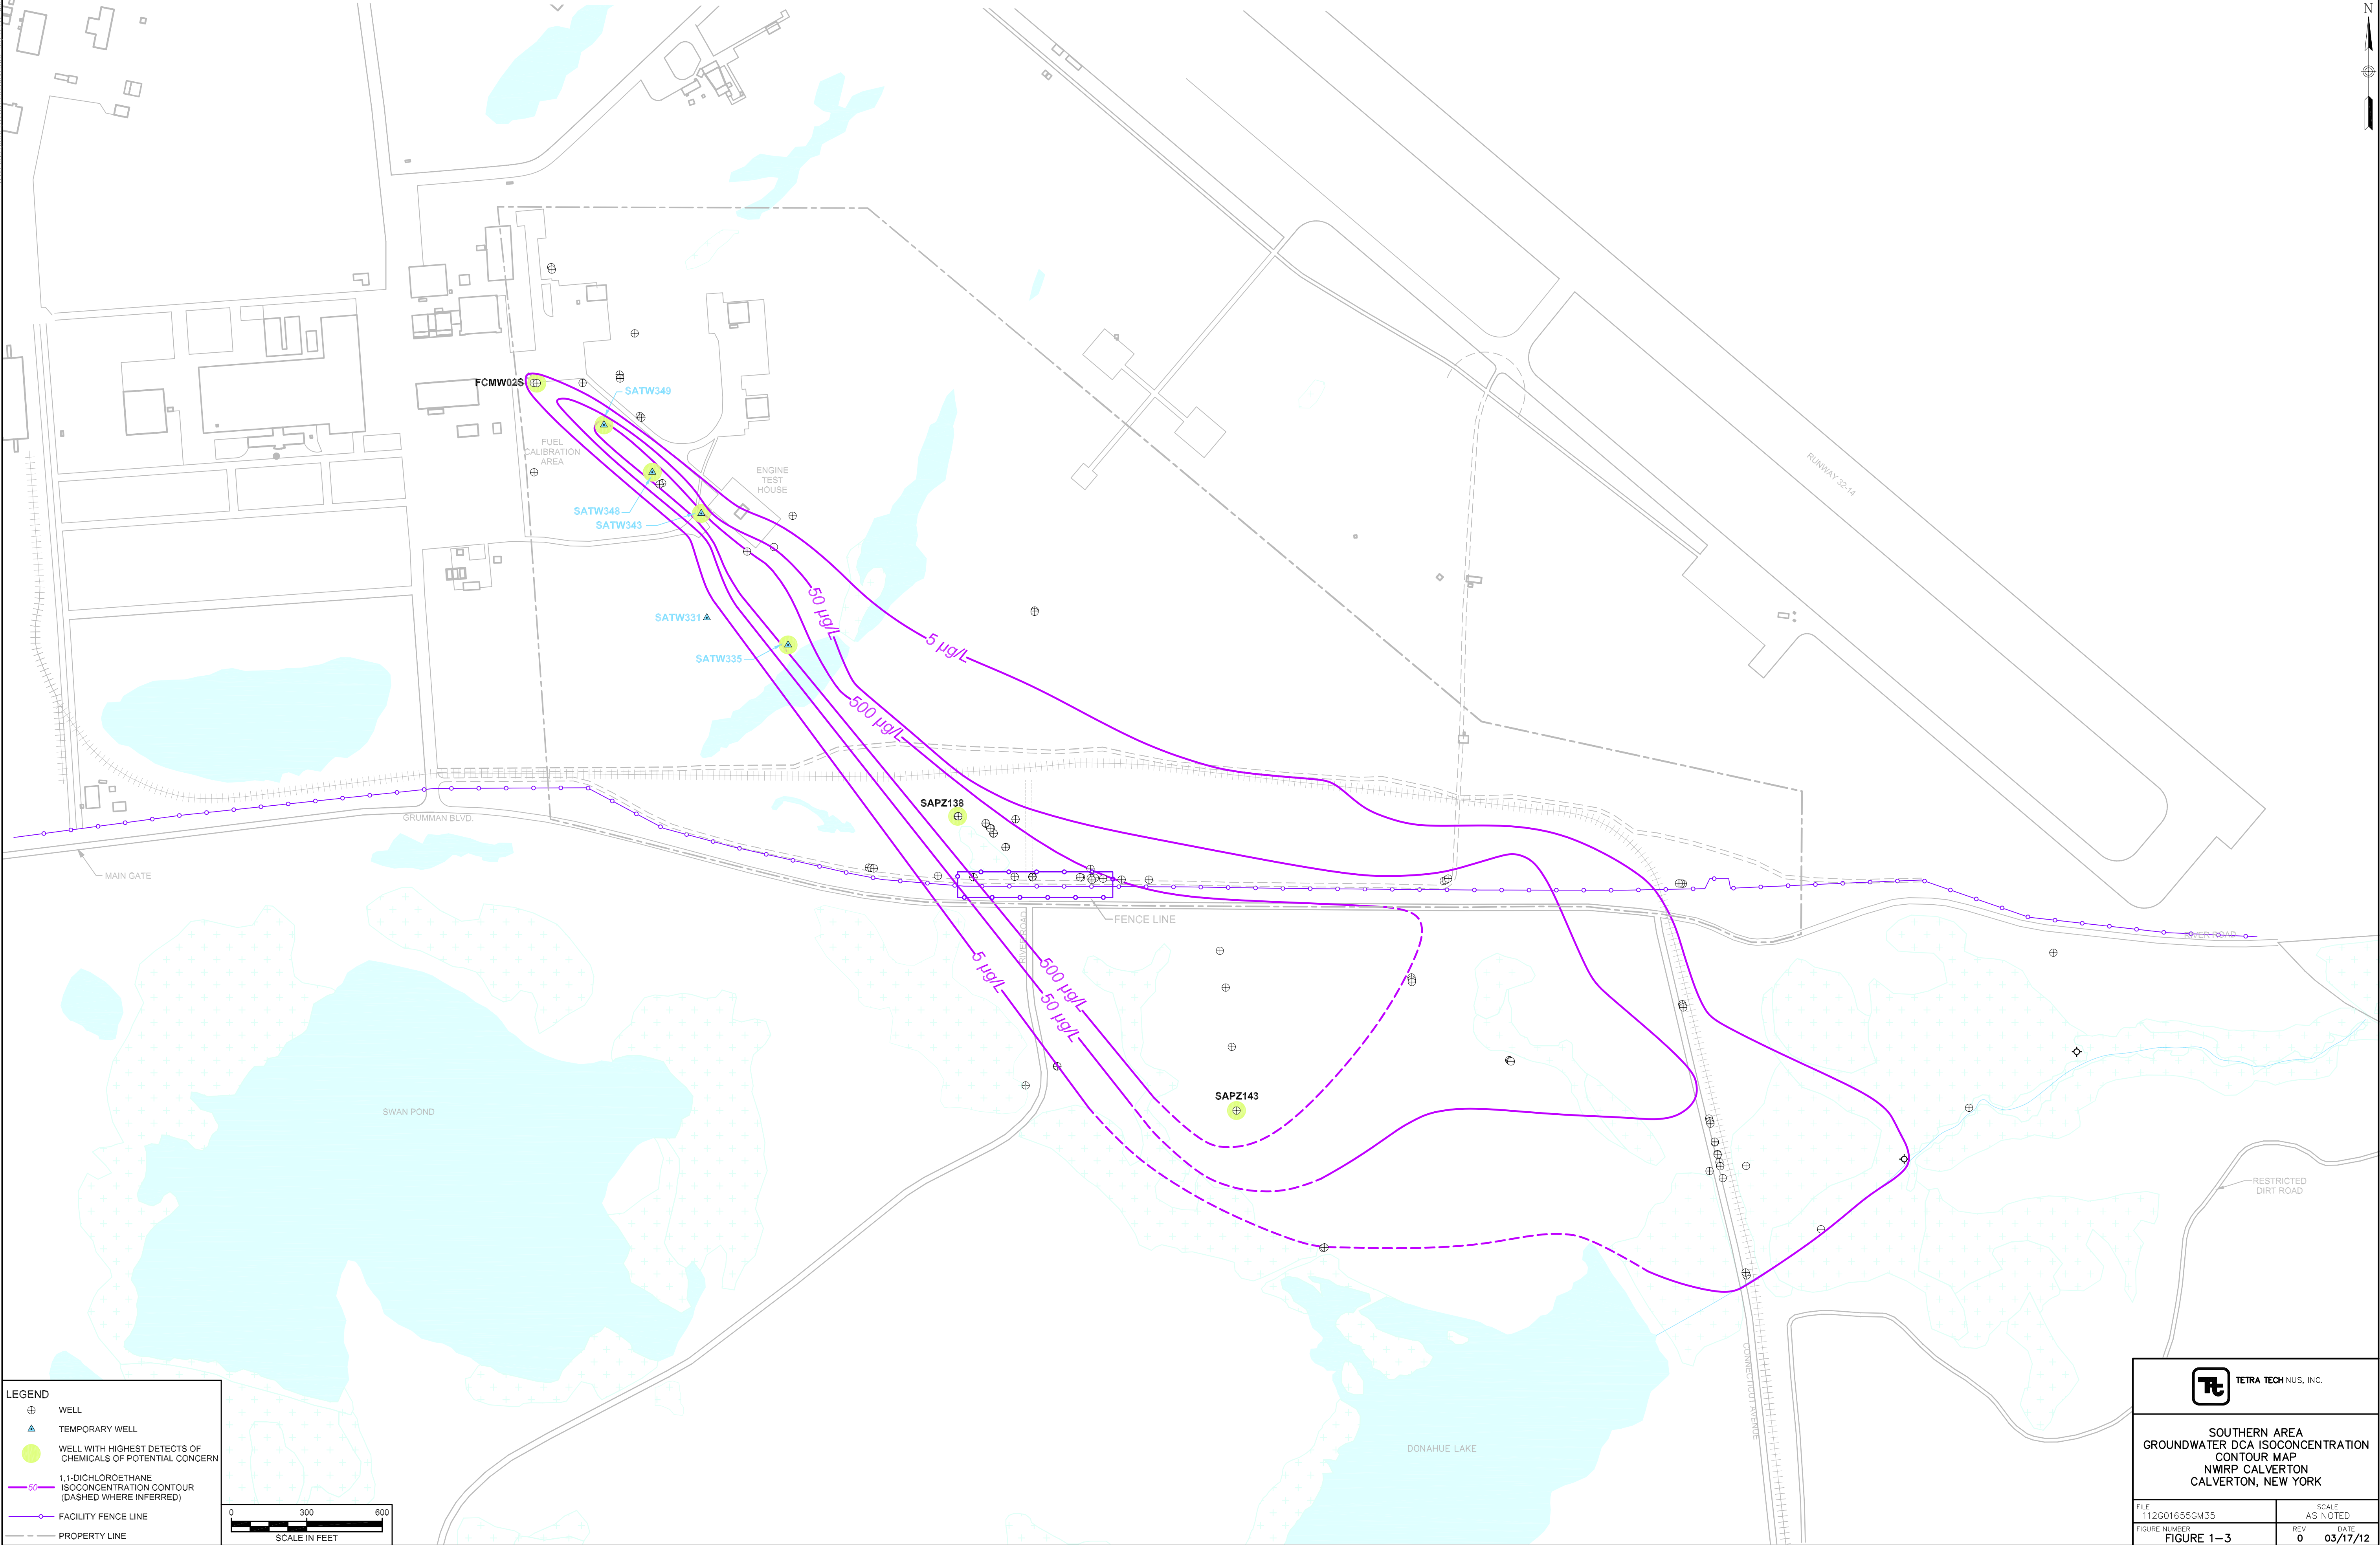 N
RUNWAY 32-14
FCMW02S
SATW349
FUEL
CALIBRATION
AREA
ENGINE
TEST
HOUSE
SATW348
SATW343
50 µg/L
SATW331
5 µg/L
SATW335
500 µg/L
SAPZ138
GRUMMAN BLVD.
MAIN GATE
FENCE LINE
RIVER ROAD
RIVER ROAD
5 µg/L
500 µg/L
50 µg/L
SAPZ143
SWAN POND
RESTRICTED
DIRT ROAD
CONNECTICUT AVENUE
DONAHUE LAKE
LEGEND
WELL
TEMPORARY WELL
WELL WITH HIGHEST DETECTS OF
CHEMICALS OF POTENTIAL CONCERN
1,1-DICHLOROETHANE
50 ISOCONCENTRATION CONTOUR
(DASHED WHERE INFERRED)
FACILITY FENCE LINE
PROPERTY LINE
0 300 600
SCALE IN FEET
Tt TETRA TECH NUS, INC.
SOUTHERN AREA
GROUNDWATER DCA ISOCONCENTRATION
CONTOUR MAP
NWIRP CALVERTON
CALVERTON, NEW YORK
FILE
112G01655GM35
SCALE
AS NOTED
FIGURE NUMBER
FIGURE 1-3
REV
0
DATE
03/17/12